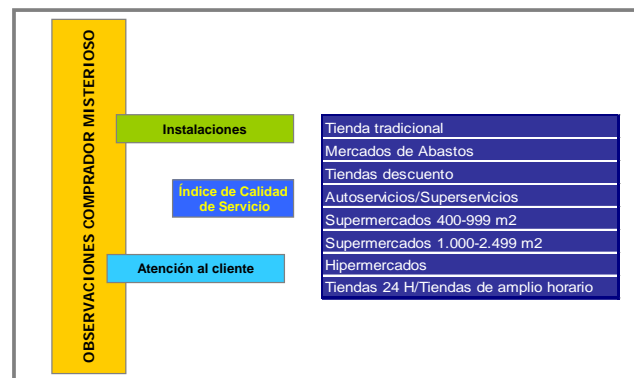 OBSERVACIONES COMPRADOR MISTERIOSO
Instalaciones
Índice de Calidad
de Servicio
Atención al cliente
Tienda tradicional
Mercados de Abastos
Tiendas descuento
Autoservicios/Superservicios
Supermercados 400-999 m2
Supermercados 1.000-2.499 m2
Hipermercados
Tiendas 24 H/Tiendas de amplio horario